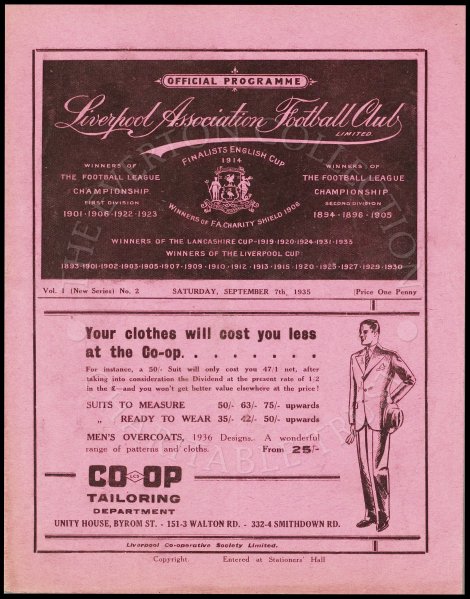 OFFICIAL PROGRAMME
Liverpool Association Football Club
LIMITED
FINALISTS ENGLISH CUP
1914
WINNERS OF
THE FOOTBALL LEAGUE
CHAMPIONSHIP
FIRST DIVISION
1901-1906-1922-1923
WINNERS OF F.A. CHARITY SHIELD 1906
WINNERS OF
THE FOOTBALL LEAGUE
CHAMPIONSHIP
SECOND DIVISION
1894-1896-1905
WINNERS OF THE LANCASHIRE CUP-1919-1920-1924-1931-1933
WINNERS OF THE LIVERPOOL CUP
1893-1901-1902-1903-1905-1907-1909-1910-1912-1913-1915-1920-1925-1927-1929-1930
Vol. 1 (New Series) No. 2 SATURDAY, SEPTEMBER 7th, 1935 Price One Penny
Your clothes will cost you less
at the Co-op. . . . . . . .
For instance, a 50/- Suit will only cost you 47/1 net, after
taking into consideration the Dividend at the present rate of 1/2
in the £—and you won't get better value elsewhere at the price!
SUITS TO MEASURE 50/- 63/- 75/- upwards
„ READY TO WEAR 35/- 42/- 50/- upwards
MEN'S OVERCOATS, 1936 Designs. A wonderful
range of patterns and cloths. From 25/-
CO-OP
TAILORING
DEPARTMENT
UNITY HOUSE, BYROM ST. - 151-3 WALTON RD. - 332-4 SMITHDOWN RD.
Liverpool Co-operative Society Limited.
Copyright. Entered at Stationers' Hall